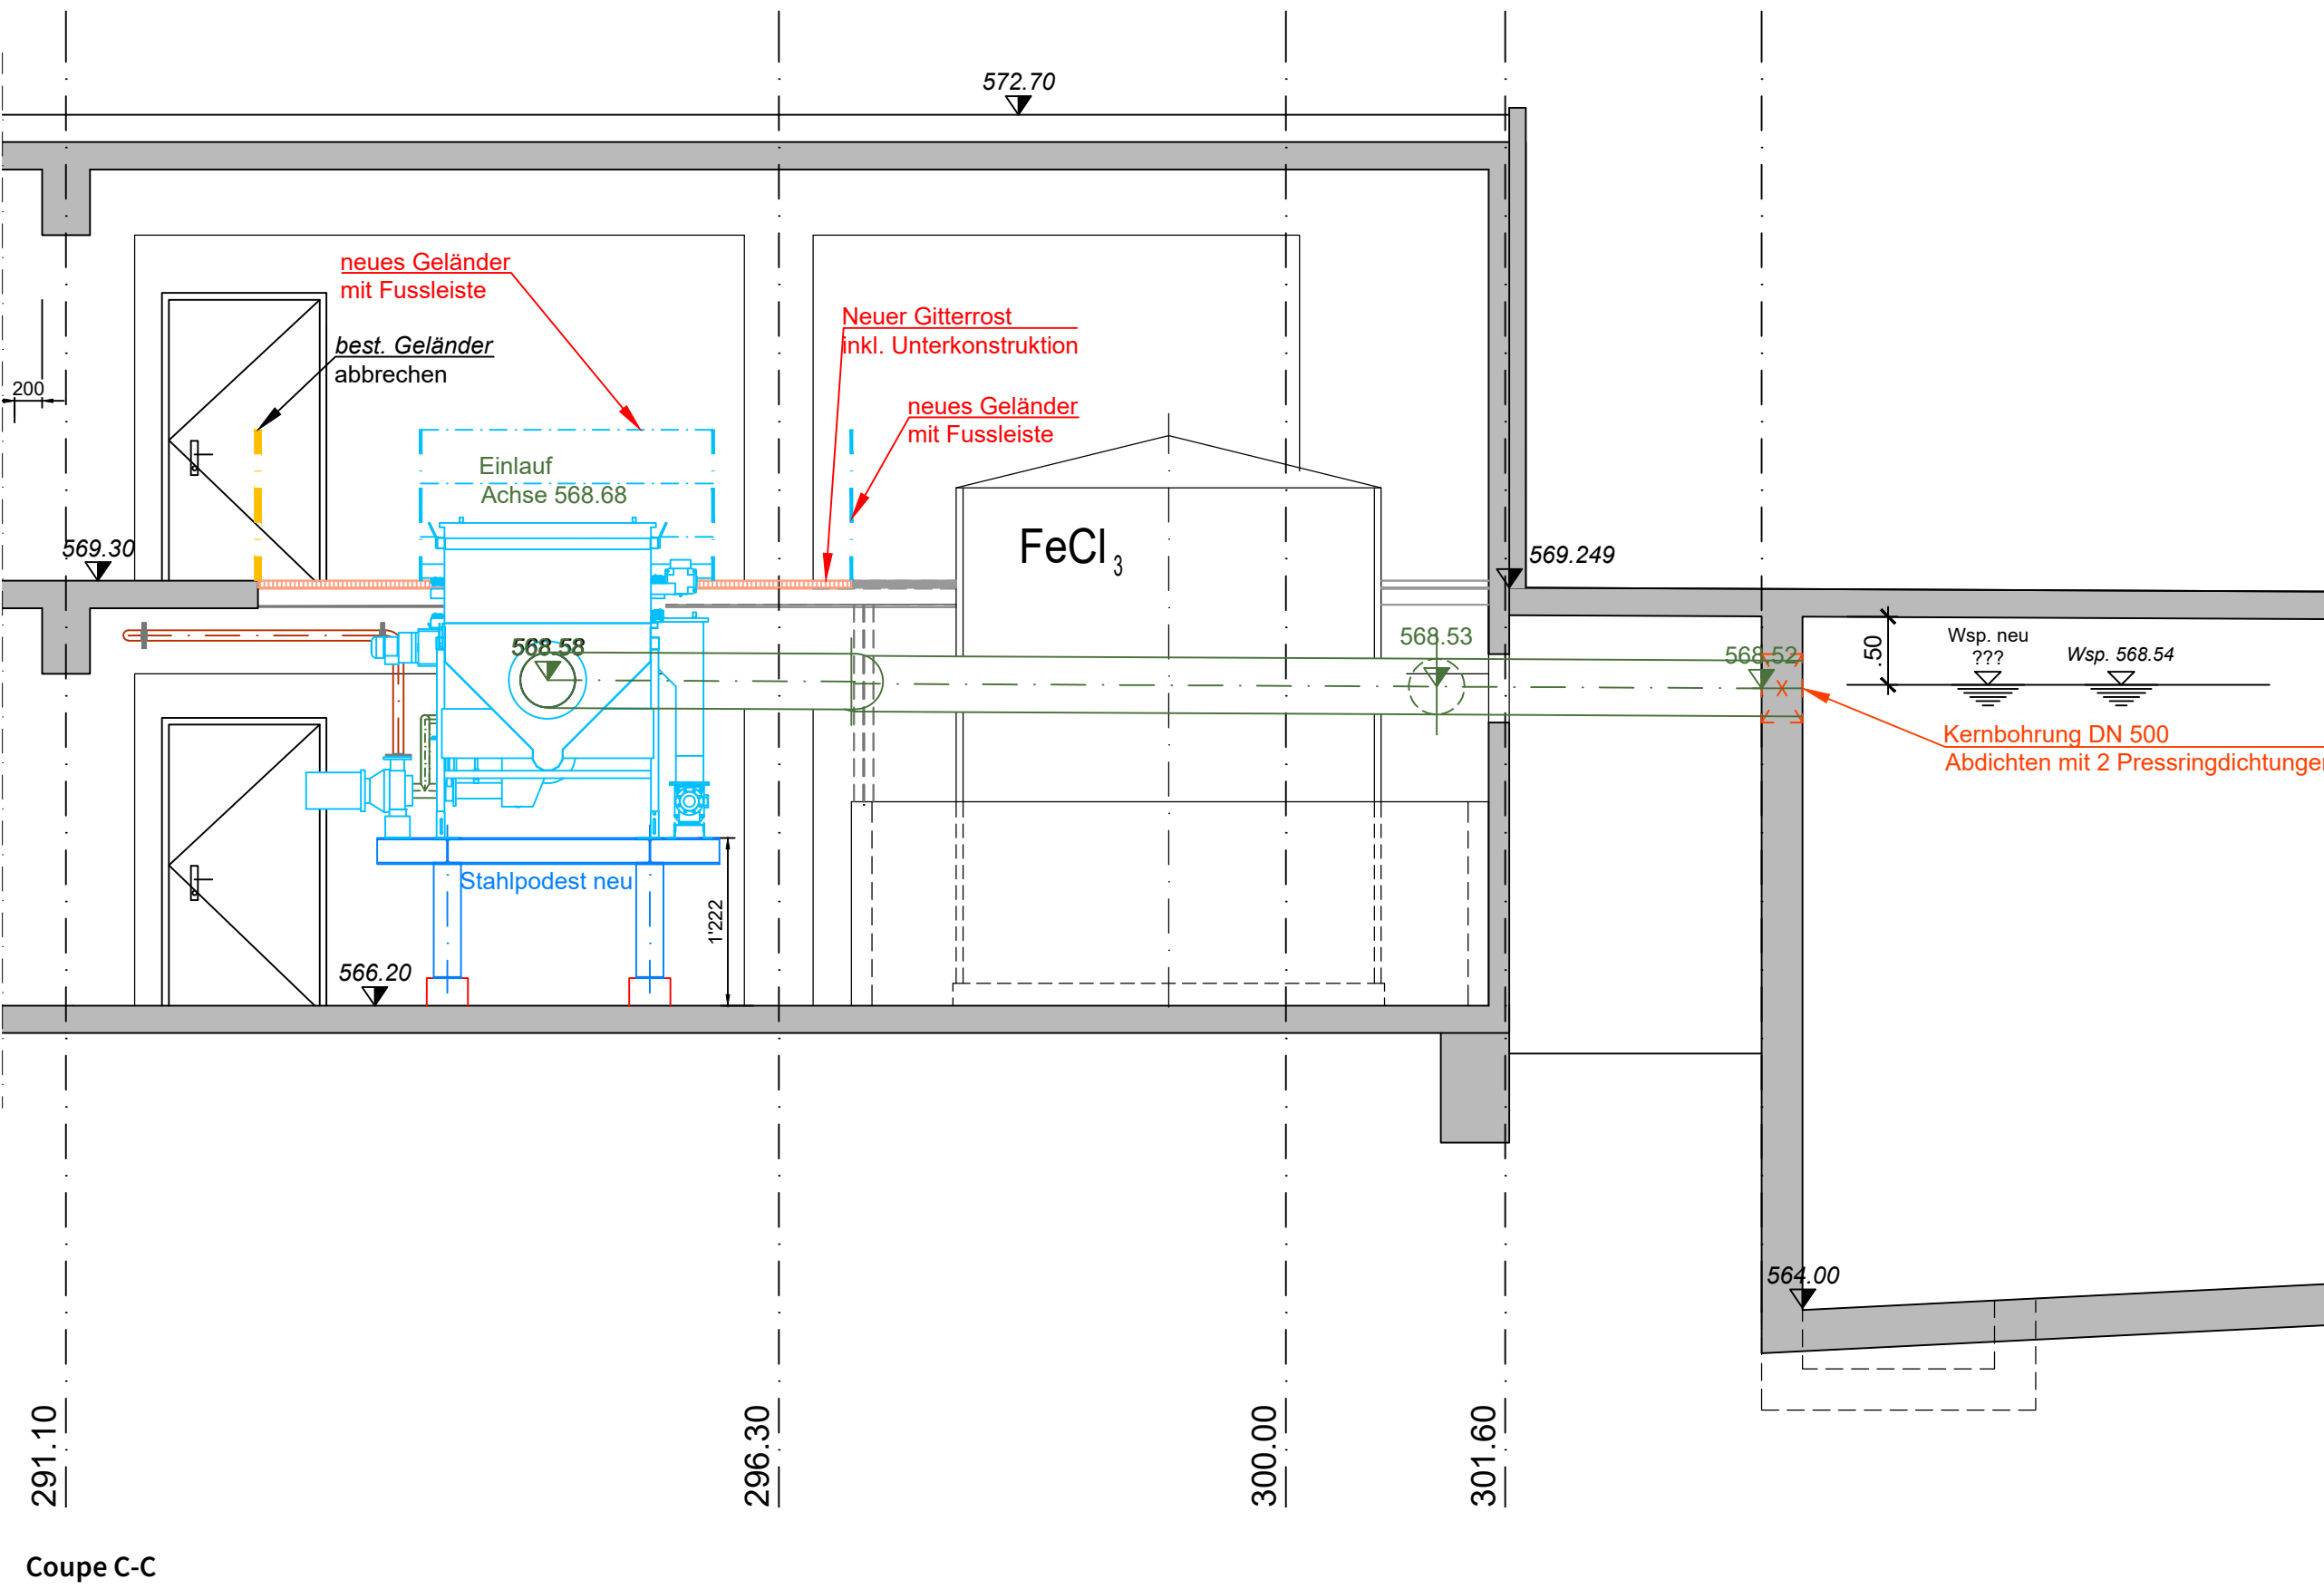 572.70
neues Geländer
mit Fussleiste
Neuer Gitterrost
inkl. Unterkonstruktion
best. Geländer
abbrechen
200
neues Geländer
mit Fussleiste
Einlauf
Achse 568.68
FeCl3
569.30
569.249
568.58
568.53
568.52
.50
Wsp. neu
???
Wsp. 568.54
Kernbohrung DN 500
Abdichten mit 2 Pressringdichtungen
Stahlpodest neu
1'222
566.20
564.00
291.10
296.30
300.00
301.60
Coupe C-C